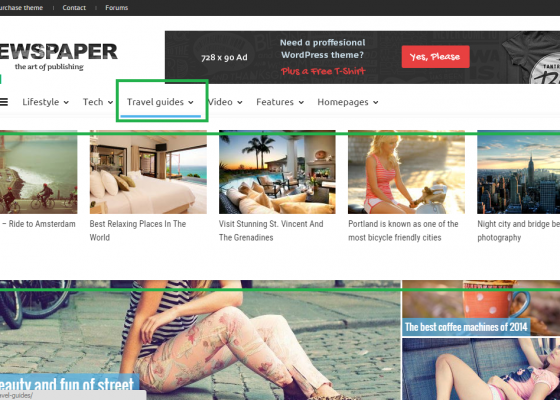 urchase theme Contact Forums
EWSPAPER
the art of publishing
728 x 90 Ad
Need a proffesional
WordPress theme?
Plus a Free T-Shirt
Yes, Please
Lifestyle Tech Travel guides Video Features Homepages
– Ride to Amsterdam
Best Relaxing Places In The
World
Visit Stunning St. Vincent And
The Grenadines
Portland is known as one of the
most bicycle friendly cities
Night city and bridge be
photography
The best coffee machines of 2014
eauty and fun of street
vel-guides/